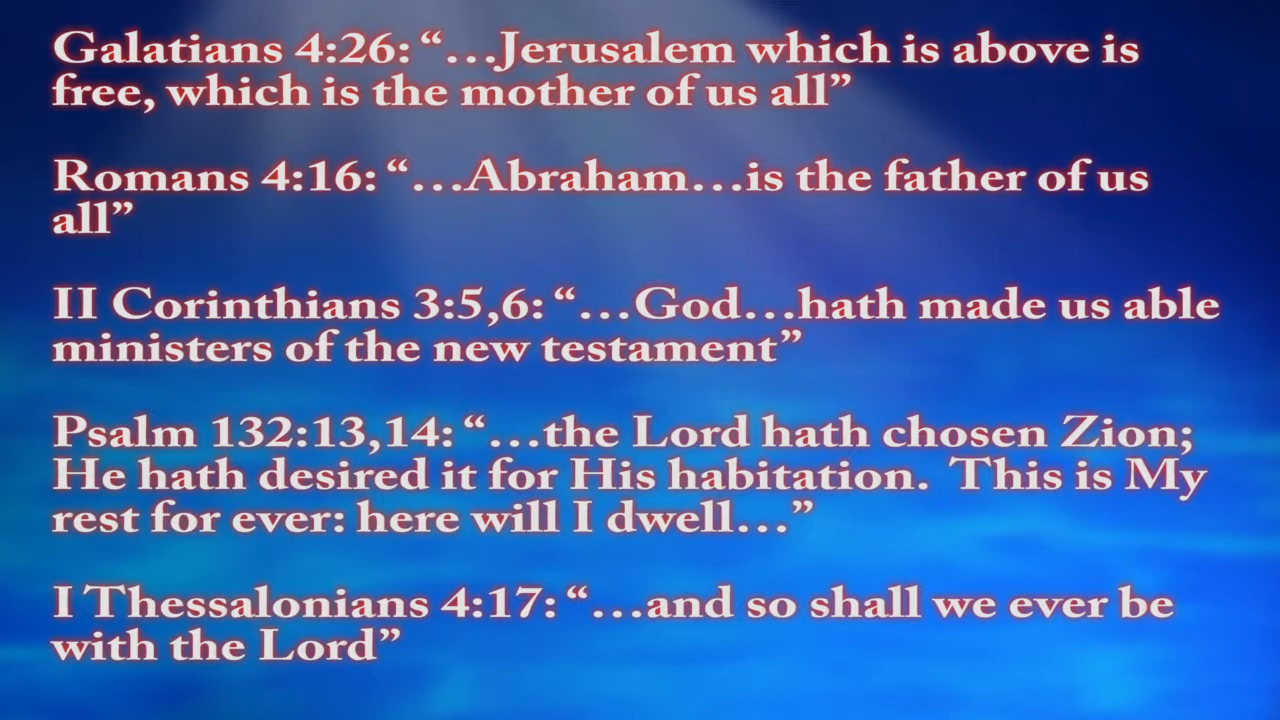 Galatians 4:26: “…Jerusalem which is above is
free, which is the mother of us all”
Romans 4:16: “…Abraham…is the father of us
all”
II Corinthians 3:5,6: “…God…hath made us able
ministers of the new testament”
Psalm 132:13,14: “…the Lord hath chosen Zion;
He hath desired it for His habitation.  This is My
rest for ever: here will I dwell…”
I Thessalonians 4:17: “…and so shall we ever be
with the Lord”